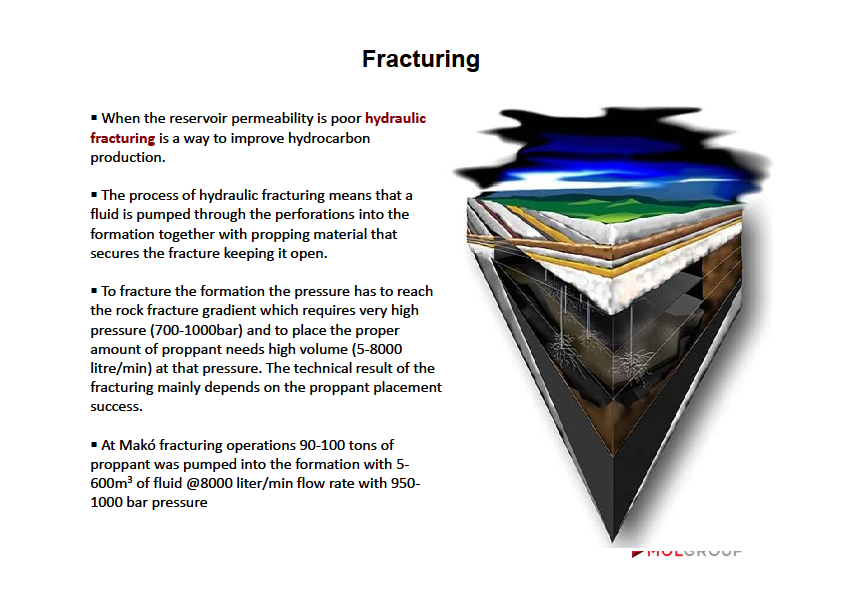 Fracturing
▪ When the reservoir permeability is poor hydraulic
fracturing is a way to improve hydrocarbon
production.
▪ The process of hydraulic fracturing means that a
fluid is pumped through the perforations into the
formation together with propping material that
secures the fracture keeping it open.
▪ To fracture the formation the pressure has to reach
the rock fracture gradient which requires very high
pressure (700-1000bar) and to place the proper
amount of proppant needs high volume (5-8000
litre/min) at that pressure. The technical result of the
fracturing mainly depends on the proppant placement
success.
▪ At Makó fracturing operations 90-100 tons of
proppant was pumped into the formation with 5-
600m³ of fluid @8000 liter/min flow rate with 950-
1000 bar pressure
MOLGROUP